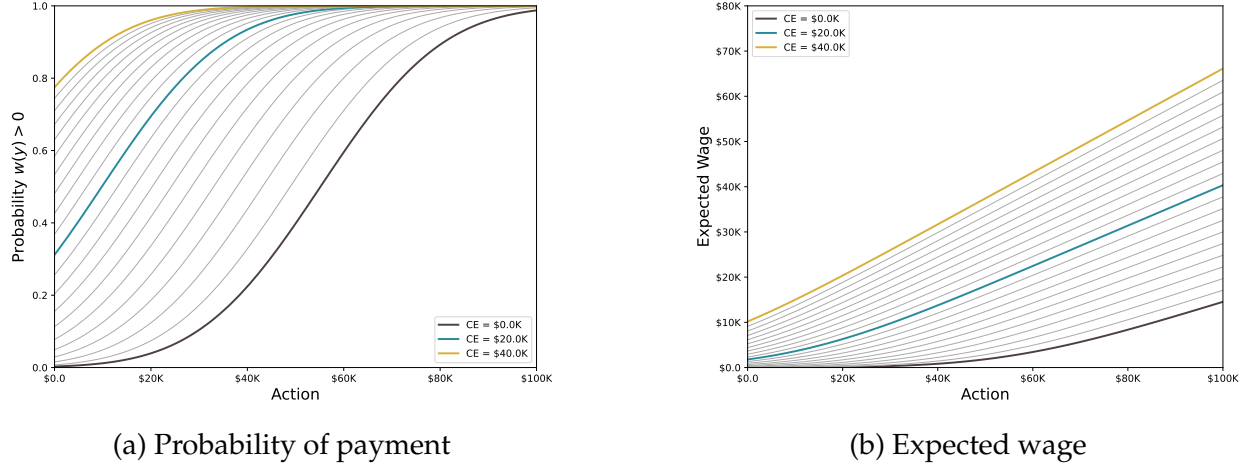 1.0
0.8
0.6
0.4
0.2
0.0
Probability w(y) > 0
$0.0
$20K
$40K
$60K
$80K
$100K
Action
CE = $0.0K
CE = $20.0K
CE = $40.0K
(a) Probability of payment
$80K
$70K
$60K
$50K
$40K
$30K
$20K
$10K
$0.0
Expected Wage
CE = $0.0K
CE = $20.0K
CE = $40.0K
$0.0
$20K
$40K
$60K
$80K
$100K
Action
(b) Expected wage